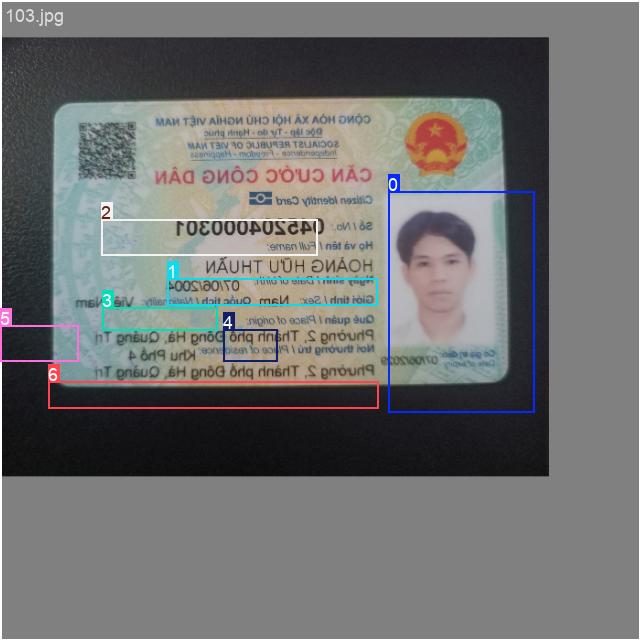 103.jpg
CỘNG HÒA XÃ HỘI CHỦ NGHĨA VIỆT NAM
Độc lập - Tự do - Hạnh phúc
SOCIALIST REPUBLIC OF VIET NAM
Independence - Freedom - Happiness
CĂN CƯỚC CÔNG DÂN
Citizen Identity Card
0
Số / No.: 045204000301
2
Họ và tên / Full name:
HOÀNG HỮU THUẬN
1
Ngày sinh / Date of birth: 07/06/2004
Giới tính / Sex: Nam Quốc tịch / Nationality: Việt Nam
3
Quê quán / Place of origin:
5
4
Phường 2, Thành phố Đông Hà, Quảng Trị
Nơi thường trú / Place of residence: Khu Phố 4
Phường 2, Thành phố Đông Hà, Quảng Trị
6
Có giá trị đến: 07/06/2029
Date of expiry